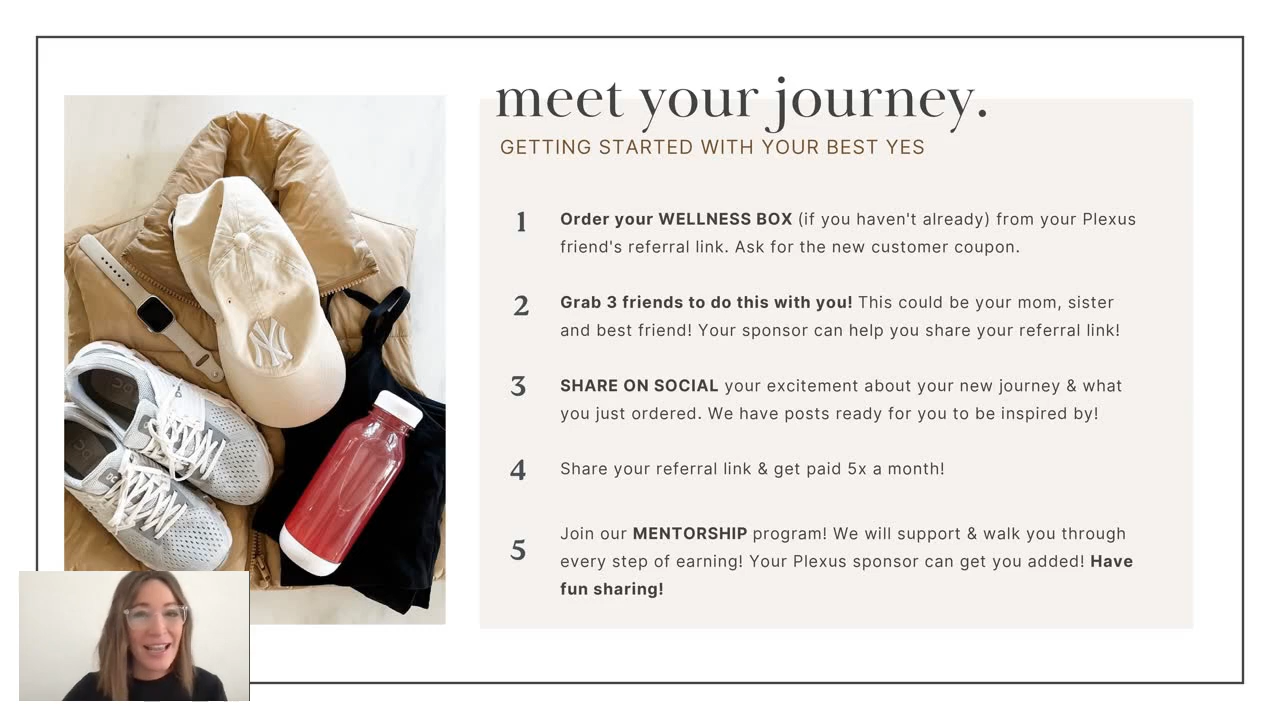 meet your journey.
GETTING STARTED WITH YOUR BEST YES
1
Order your WELLNESS BOX (if you haven't already) from your Plexus
friend's referral link. Ask for the new customer coupon.
2
Grab 3 friends to do this with you! This could be your mom, sister
and best friend! Your sponsor can help you share your referral link!
3
SHARE ON SOCIAL your excitement about your new journey & what
you just ordered. We have posts ready for you to be inspired by!
4
Share your referral link & get paid 5x a month!
5
Join our MENTORSHIP program! We will support & walk you through
every step of earning! Your Plexus sponsor can get you added! Have
fun sharing!
NY